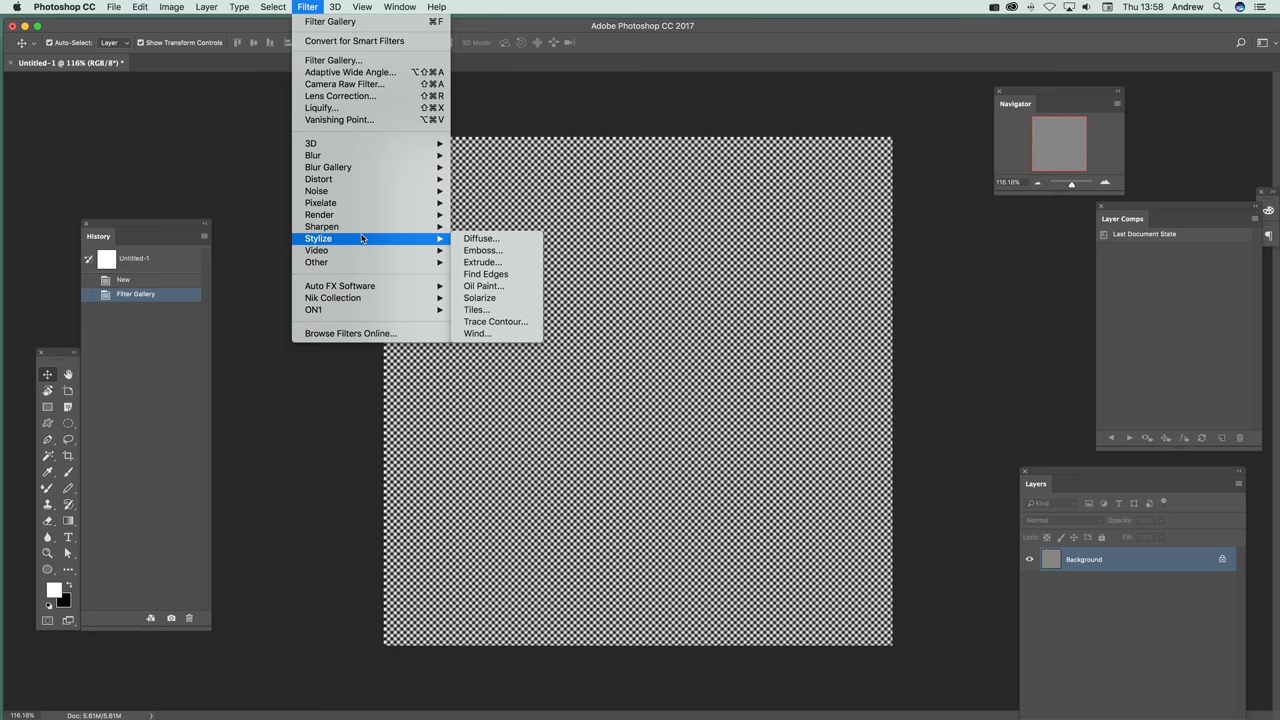 Photoshop CC File Edit Image Layer Type Select Filter 3D View Window Help Thu 13:58 Andrew
Adobe Photoshop CC 2017
Auto-Select: Layer Show Transform Controls 3D Mode:
Untitled-1 @ 116% (RGB/8*) *
Filter Gallery ⌘F
Convert for Smart Filters
Filter Gallery...
Adaptive Wide Angle... ⌥⇧⌘A
Camera Raw Filter... ⇧⌘A
Lens Correction... ⇧⌘R
Liquify... ⇧⌘X
Vanishing Point... ⌥⌘V
3D
Blur
Blur Gallery
Distort
Noise
Pixelate
Render
Sharpen
Stylize
Video
Other
Auto FX Software
Nik Collection
ON1
Browse Filters Online...
Diffuse...
Emboss...
Extrude...
Find Edges
Oil Paint...
Solarize
Tiles...
Trace Contour...
Wind...
History
Untitled-1
New
Filter Gallery
Navigator
116.18%
Layer Comps
Last Document State
Layers
Kind
Normal Opacity: 100%
Lock: Fill: 100%
Background
116.18% Doc: 5.61M/5.61M